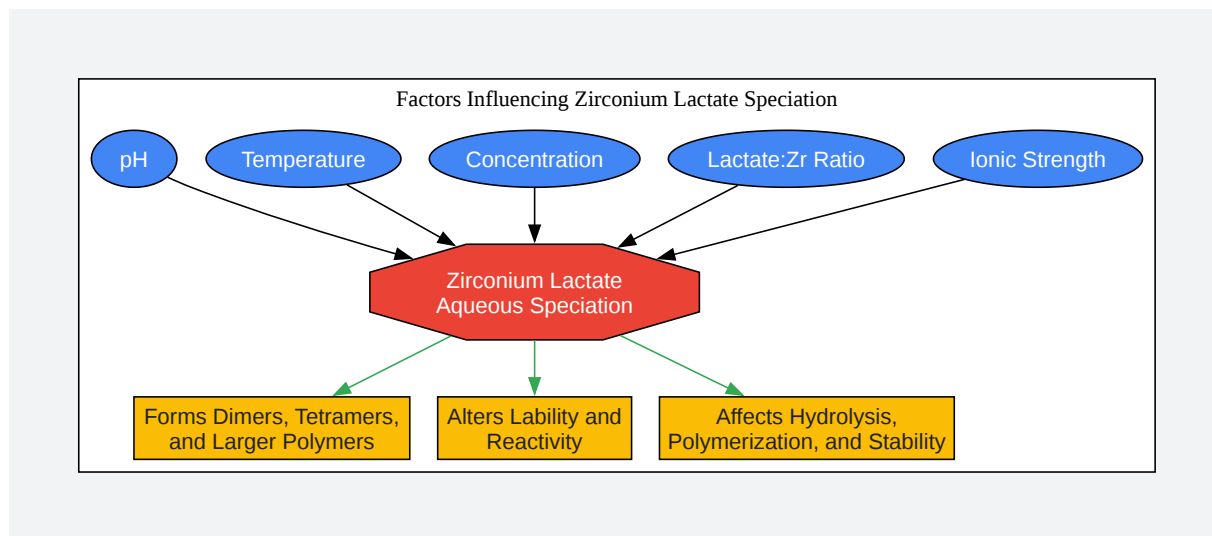 Factors Influencing Zirconium Lactate Speciation
pH
Temperature
Concentration
Lactate:Zr Ratio
Ionic Strength
Zirconium Lactate
Aqueous Speciation
Forms Dimers, Tetramers,
and Larger Polymers
Alters Lability and
Reactivity
Affects Hydrolysis,
Polymerization, and Stability